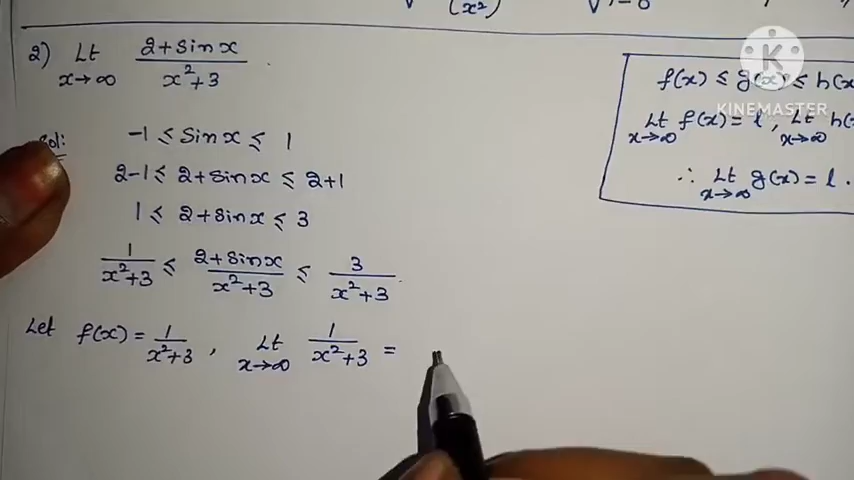 (x²)
2) Lt x→∞ (2+Sin x)/(x²+3) .
Sol: -1 ≤ Sin x ≤ 1
2-1 ≤ 2+Sin x ≤ 2+1
1 ≤ 2+Sin x ≤ 3
1/(x²+3) ≤ (2+Sin x)/(x²+3) ≤ 3/(x²+3) .
Let f(x) = 1/(x²+3) , Lt x→∞ 1/(x²+3) =
f(x) ≤ g(x) ≤ h(x
Lt x→∞ f(x) = l , Lt x→∞ h(x
∴ Lt x→∞ g(x) = l .
K
KINEMASTER